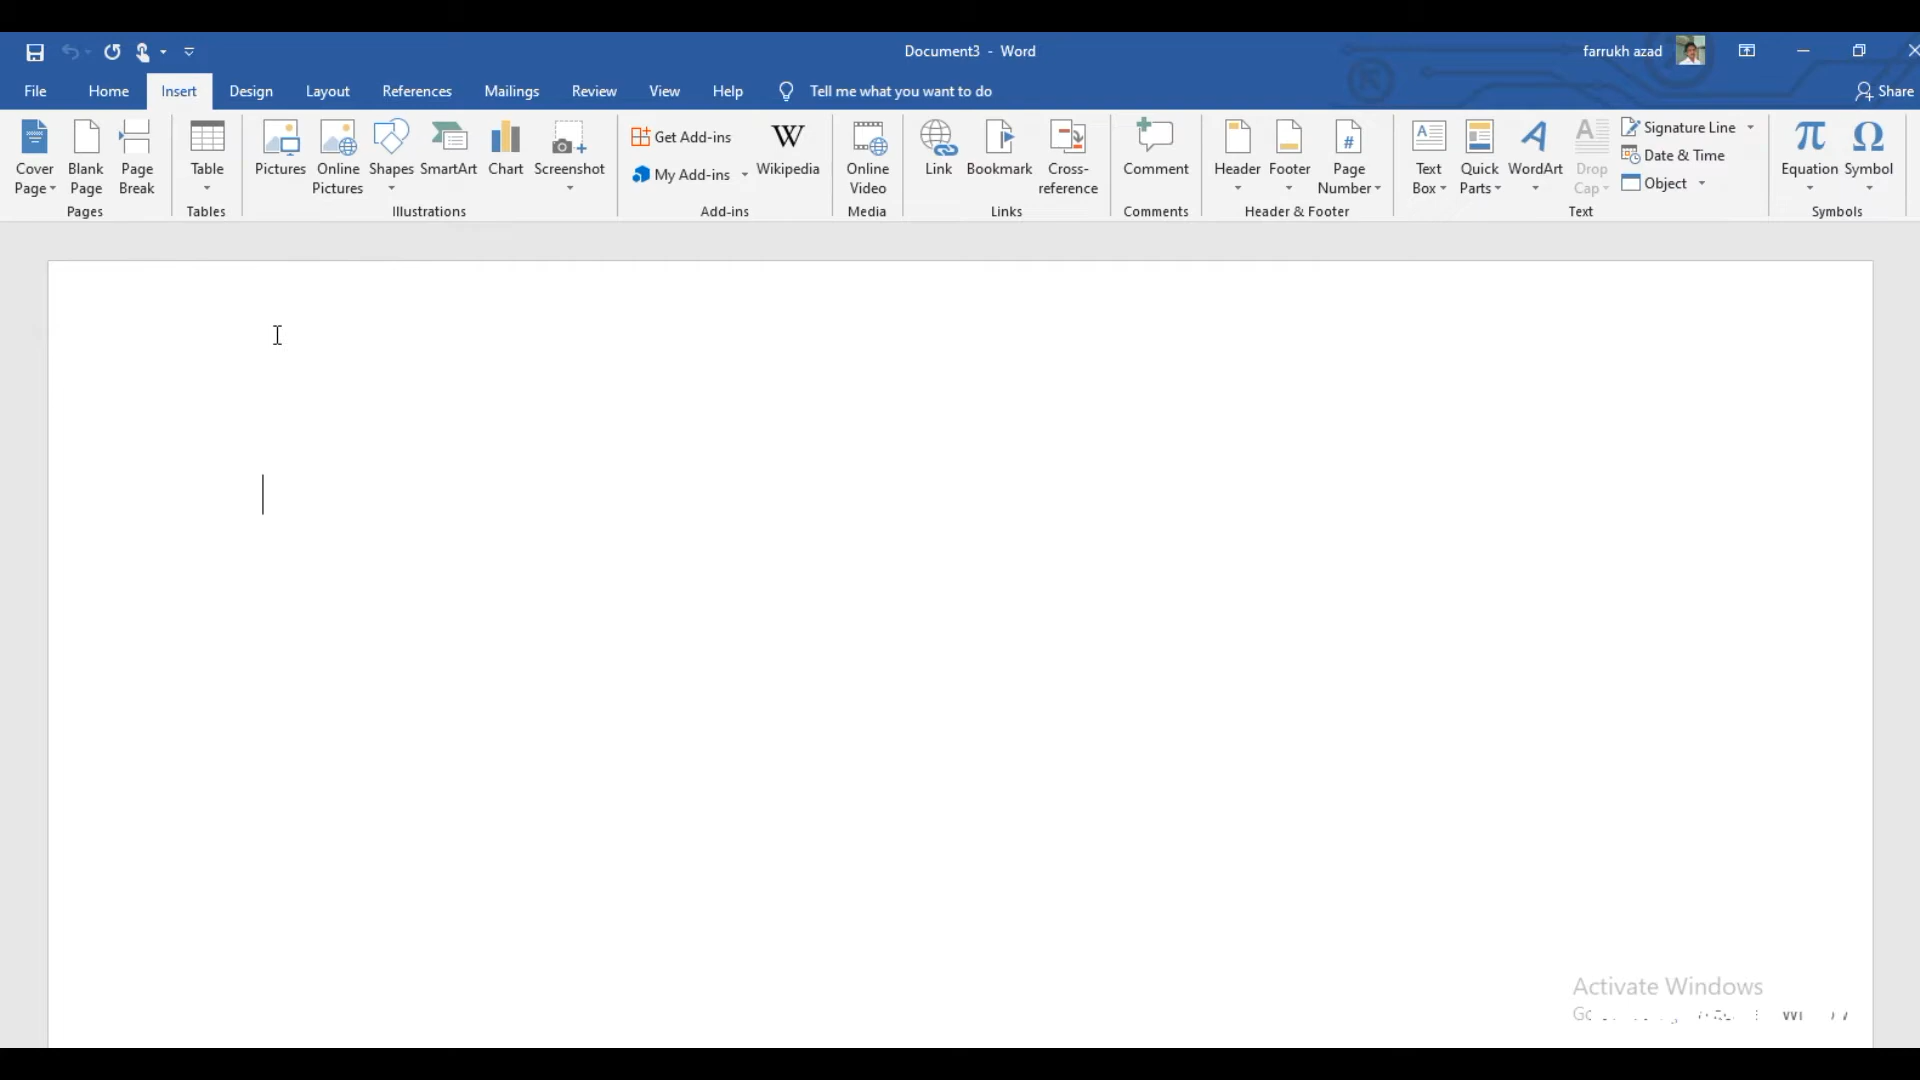 Document3 - Word
farrukh azad
File Home Insert Design Layout References Mailings Review View Help Tell me what you want to do
Share
Cover Page
Blank Page
Page Break
Pages
Table
Tables
Pictures
Online Pictures
Shapes
SmartArt
Chart
Screenshot
Illustrations
Get Add-ins
My Add-ins
W
Wikipedia
Add-ins
Online Video
Media
Link
Bookmark
Cross-reference
Links
Comment
Comments
Header
Footer
#
Page Number
Header & Footer
A
Text Box
Quick Parts
A
WordArt
A
Drop Cap
Signature Line
Date & Time
Object
Text
π
Equation
Ω
Symbol
Symbols
Activate Windows